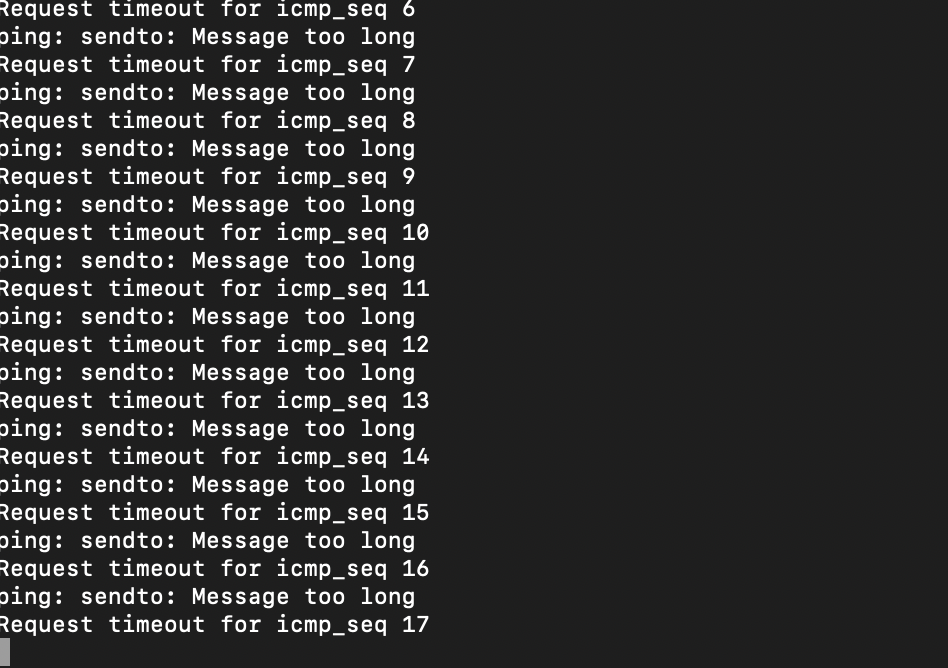 Request timeout for icmp_seq 6
ping: sendto: Message too long
Request timeout for icmp_seq 7
ping: sendto: Message too long
Request timeout for icmp_seq 8
ping: sendto: Message too long
Request timeout for icmp_seq 9
ping: sendto: Message too long
Request timeout for icmp_seq 10
ping: sendto: Message too long
Request timeout for icmp_seq 11
ping: sendto: Message too long
Request timeout for icmp_seq 12
ping: sendto: Message too long
Request timeout for icmp_seq 13
ping: sendto: Message too long
Request timeout for icmp_seq 14
ping: sendto: Message too long
Request timeout for icmp_seq 15
ping: sendto: Message too long
Request timeout for icmp_seq 16
ping: sendto: Message too long
Request timeout for icmp_seq 17